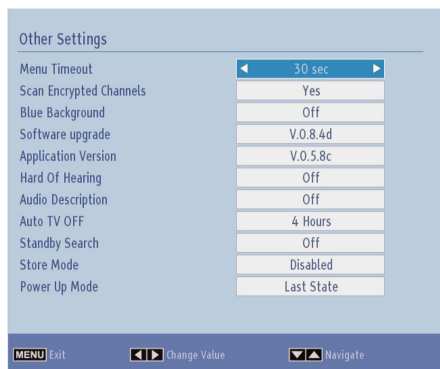 Other Settings
Menu Timeout 30 sec
Scan Encrypted Channels Yes
Blue Background Off
Software upgrade V.0.8.4d
Application Version V.0.5.8c
Hard Of Hearing Off
Audio Description Off
Auto TV OFF 4 Hours
Standby Search Off
Store Mode Disabled
Power Up Mode Last State
MENU Exit Change Value Navigate